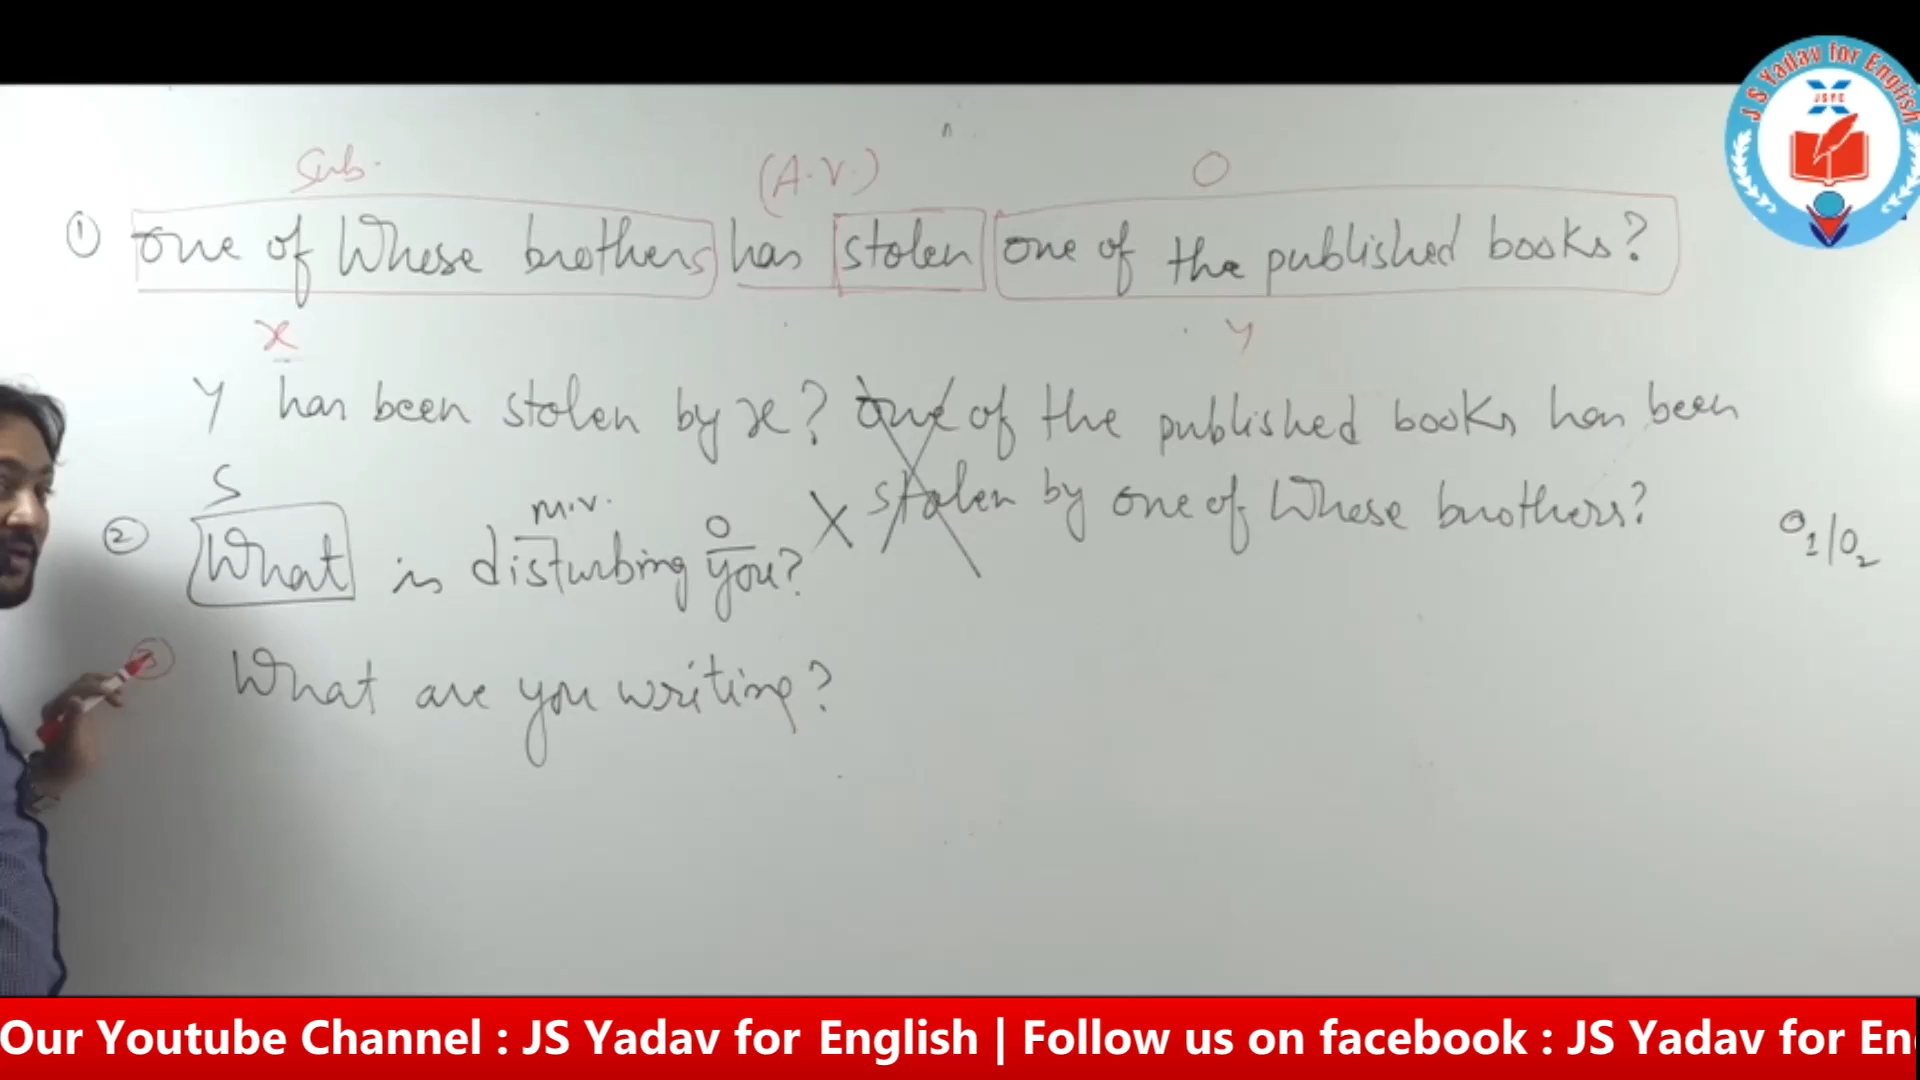 J S Yadav for English
JSYE
Sub.
(A.V.)
O
① one of Whose brothers has stolen one of the published books?
x
y
Y has been stolen by x? one of the published books has been
stolen by one of Whose brothers?
S
m.v.
O
② What is disturbing you?
X
O1/O2
③ What are you writing?
Our Youtube Channel : JS Yadav for English | Follow us on facebook : JS Yadav for En